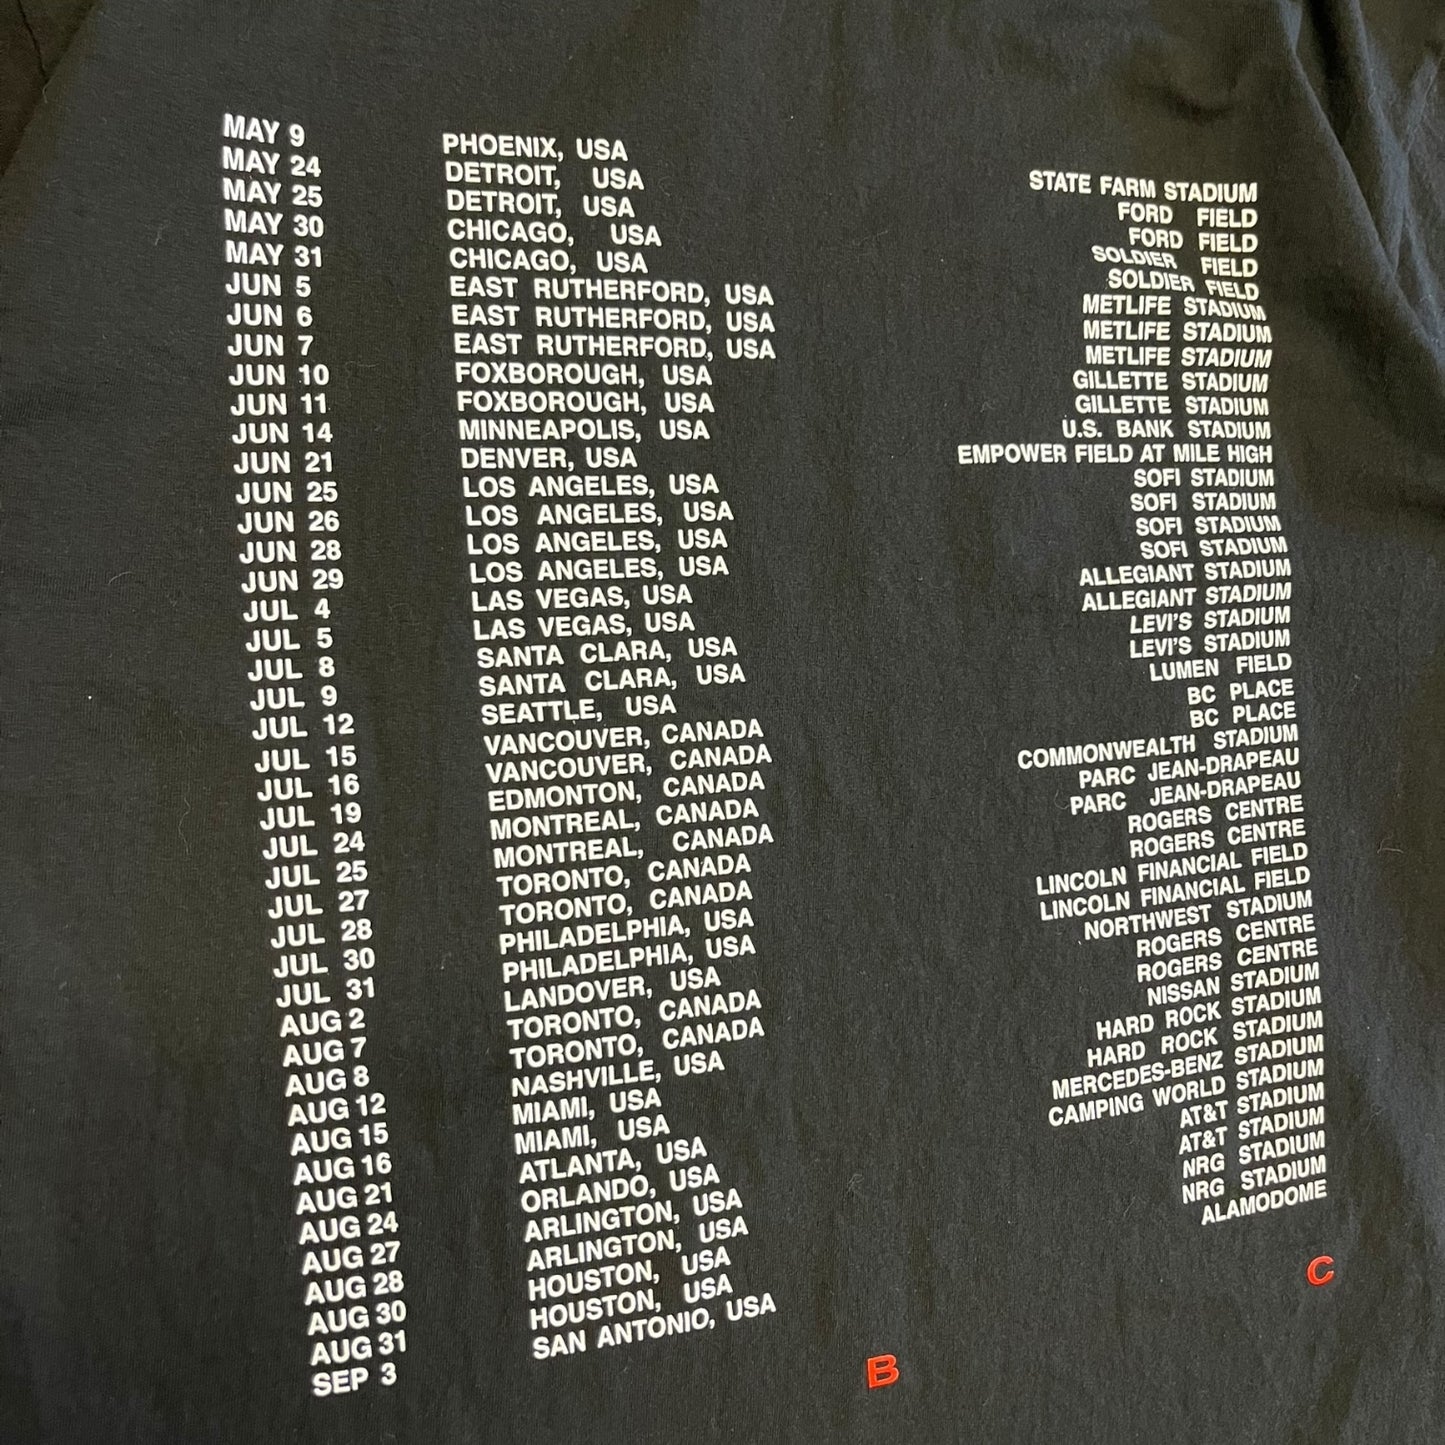 MAY 9 PHOENIX, USA STATE FARM STADIUM
MAY 24 DETROIT, USA FORD FIELD
MAY 25 DETROIT, USA FORD FIELD
MAY 30 CHICAGO, USA SOLDIER FIELD
MAY 31 CHICAGO, USA SOLDIER FIELD
JUN 5 EAST RUTHERFORD, USA METLIFE STADIUM
JUN 6 EAST RUTHERFORD, USA METLIFE STADIUM
JUN 7 EAST RUTHERFORD, USA METLIFE STADIUM
JUN 10 FOXBOROUGH, USA GILLETTE STADIUM
JUN 11 FOXBOROUGH, USA GILLETTE STADIUM
JUN 14 MINNEAPOLIS, USA U.S. BANK STADIUM
JUN 21 DENVER, USA EMPOWER FIELD AT MILE HIGH
JUN 25 LOS ANGELES, USA SOFI STADIUM
JUN 26 LOS ANGELES, USA SOFI STADIUM
JUN 28 LOS ANGELES, USA SOFI STADIUM
JUN 29 LOS ANGELES, USA SOFI STADIUM
JUL 4 LAS VEGAS, USA ALLEGIANT STADIUM
JUL 5 LAS VEGAS, USA ALLEGIANT STADIUM
JUL 8 SANTA CLARA, USA LEVI'S STADIUM
JUL 9 SANTA CLARA, USA LEVI'S STADIUM
JUL 12 SEATTLE, USA LUMEN FIELD
JUL 15 VANCOUVER, CANADA BC PLACE
JUL 16 VANCOUVER, CANADA BC PLACE
JUL 19 EDMONTON, CANADA COMMONWEALTH STADIUM
JUL 24 MONTREAL, CANADA PARC JEAN-DRAPEAU
JUL 25 MONTREAL, CANADA PARC JEAN-DRAPEAU
JUL 27 TORONTO, CANADA ROGERS CENTRE
JUL 28 TORONTO, CANADA ROGERS CENTRE
JUL 30 PHILADELPHIA, USA LINCOLN FINANCIAL FIELD
JUL 31 PHILADELPHIA, USA LINCOLN FINANCIAL FIELD
AUG 2 LANDOVER, USA NORTHWEST STADIUM
AUG 7 TORONTO, CANADA ROGERS CENTRE
AUG 8 TORONTO, CANADA ROGERS CENTRE
AUG 12 NASHVILLE, USA NISSAN STADIUM
AUG 15 MIAMI, USA HARD ROCK STADIUM
AUG 16 MIAMI, USA HARD ROCK STADIUM
AUG 21 ATLANTA, USA MERCEDES-BENZ STADIUM
AUG 24 ORLANDO, USA CAMPING WORLD STADIUM
AUG 27 ARLINGTON, USA AT&T STADIUM
AUG 28 ARLINGTON, USA AT&T STADIUM
AUG 30 HOUSTON, USA NRG STADIUM
AUG 31 HOUSTON, USA NRG STADIUM
SEP 3 SAN ANTONIO, USA ALAMODOME
B C